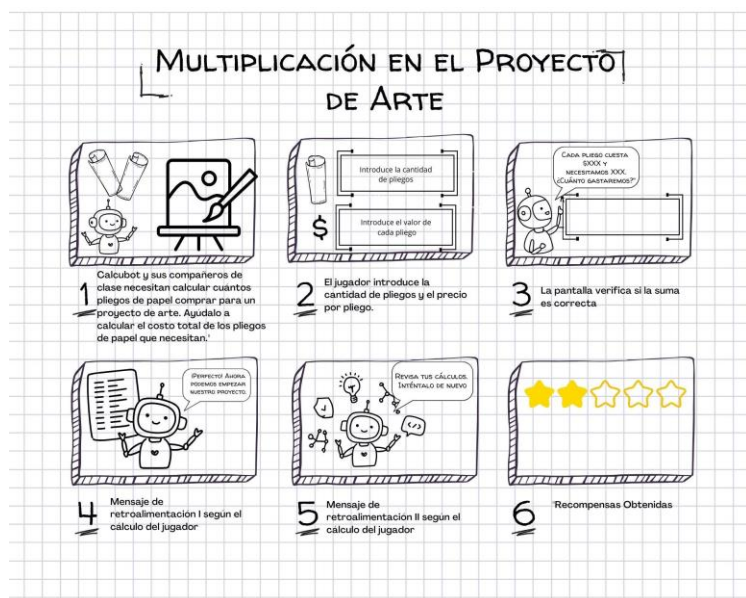 MULTIPLICACIÓN EN EL PROYECTO
DE ARTE
Introduce la cantidad
de pliegos
$
Introduce el valor de
cada pliego
CADA PLIEGO CUESTA
$XXX Y
NECESITAMOS XXX.
¿CUÁNTO GASTAREMOS?"
1
Calcubot y sus compañeros de
clase necesitan calcular cuántos
pliegos de papel comprar para un
proyecto de arte. Ayúdalo a
calcular el costo total de los pliegos
de papel que necesitan.'
2
El jugador introduce la
cantidad de pliegos y el precio
por pliego.
3
La pantalla verifica si la suma
es correcta
¡PERFECTO! AHORA
PODEMOS EMPEZAR
NUESTRO PROYECTO.
REVISA TUS CÁLCULOS.
INTÉNTALO DE NUEVO
</>
4
Mensaje de
retroalimentación I según el
cálculo del jugador
5
Mensaje de
retroalimentación II según el
cálculo del jugador
6
'Recompensas Obtenidas